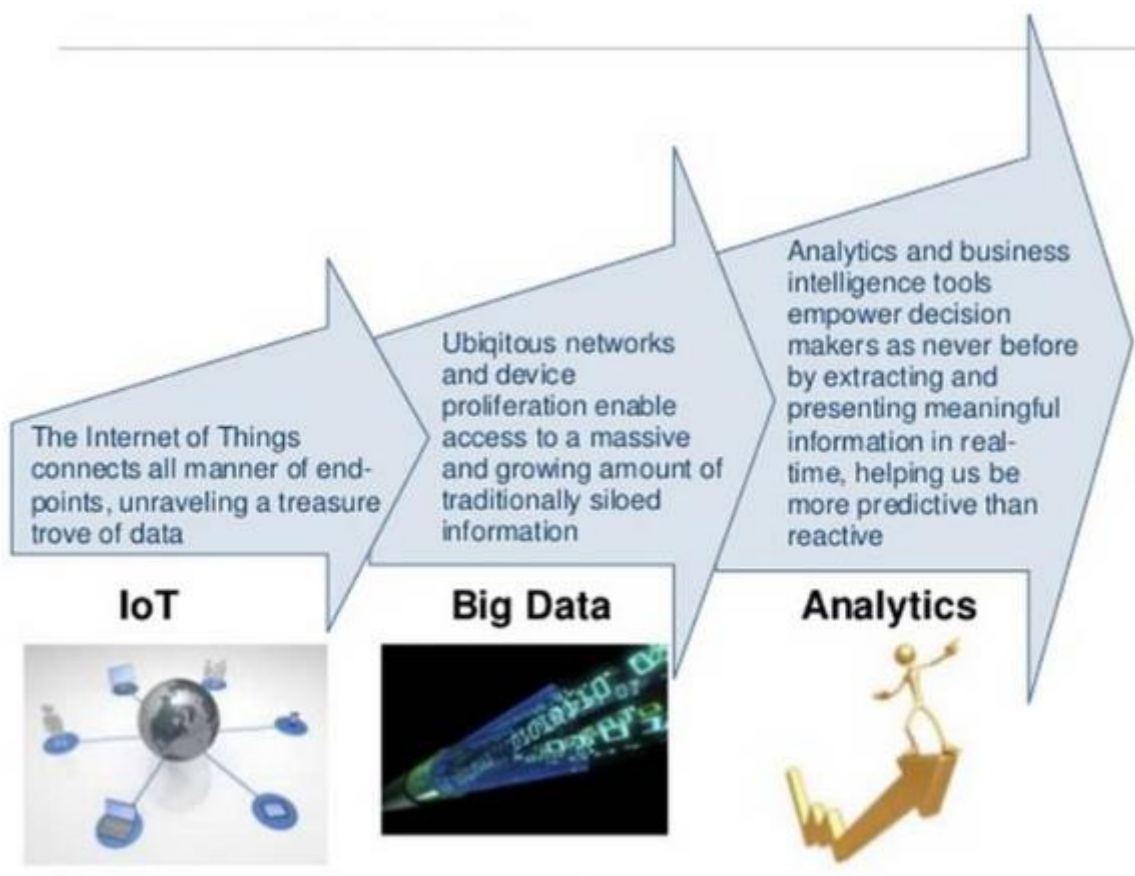 The Internet of Things
connects all manner of end-
points, unraveling a treasure
trove of data
Ubiqitous networks
and device
proliferation enable
access to a massive
and growing amount of
traditionally siloed
information
Analytics and business
intelligence tools
empower decision
makers as never before
by extracting and
presenting meaningful
information in real-
time, helping us be
more predictive than
reactive
IoT
Big Data
Analytics